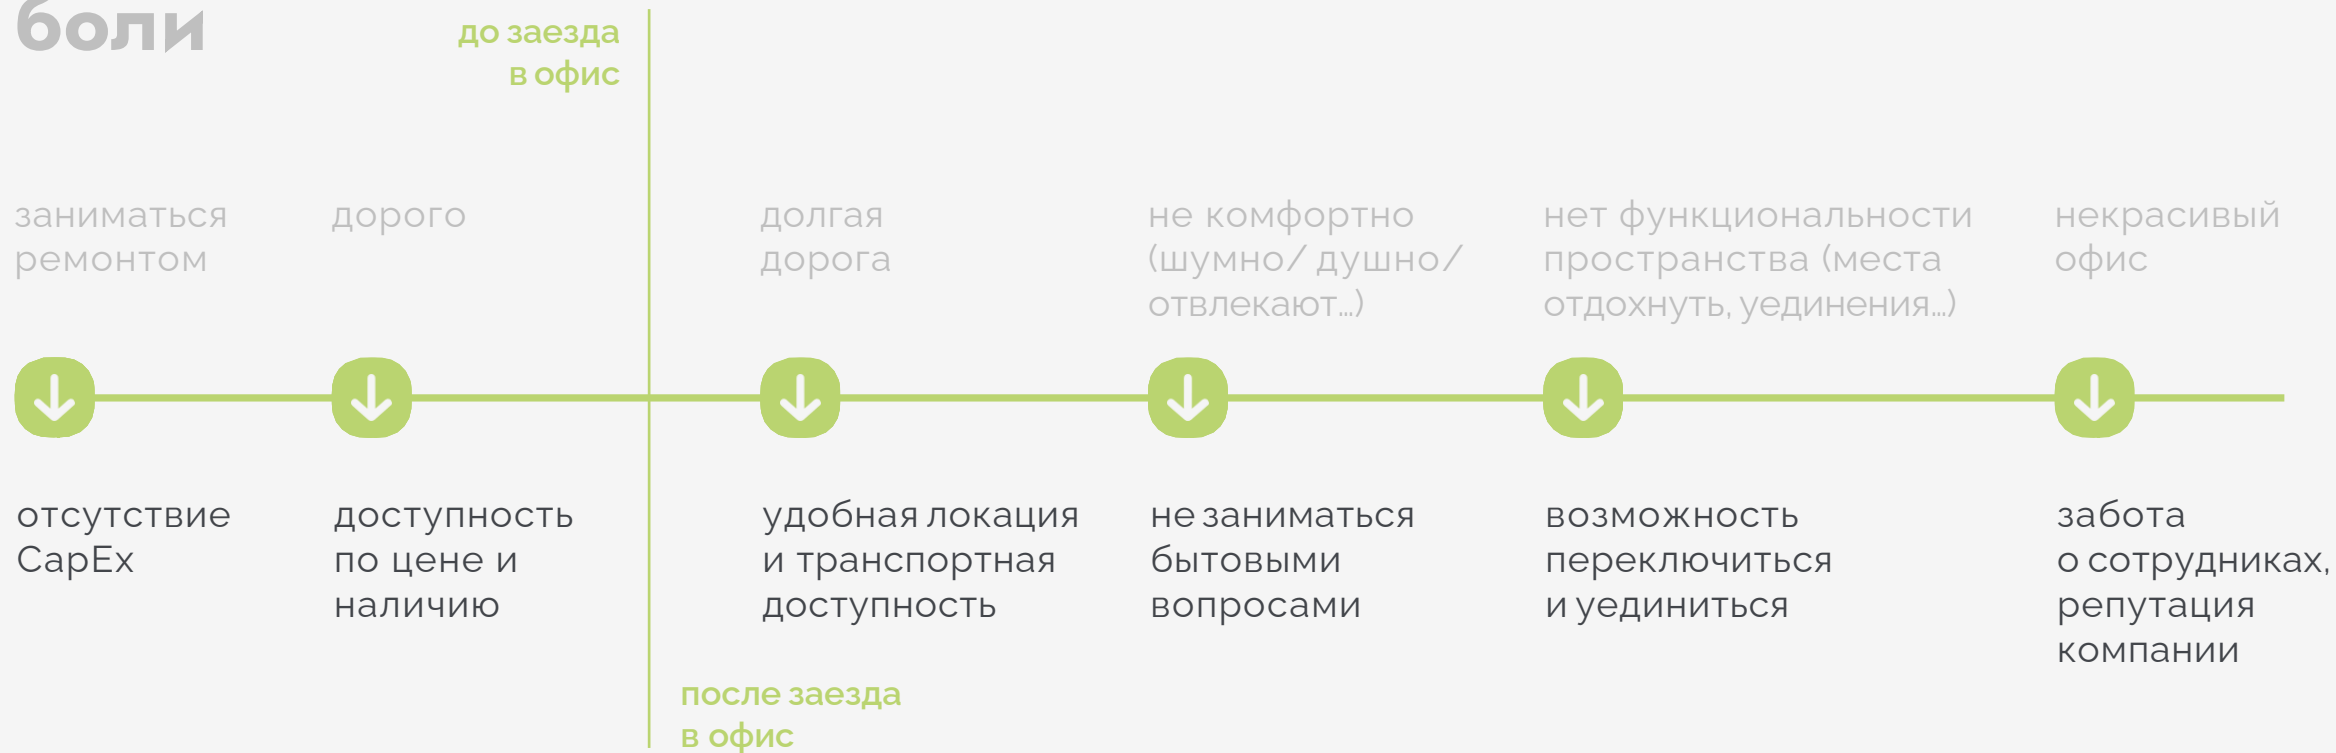 боли
до заезда
в офис
заниматься
ремонтом
дорого
долгая
дорога
не комфортно
(шумно/ душно/
отвлекают...)
нет функциональности
пространства (места
отдохнуть, уединения...)
некрасивый
офис
отсутствие
CapEx
доступность
по цене и
наличию
удобная локация
и транспортная
доступность
не заниматься
бытовыми
вопросами
возможность
переключиться
и уединиться
забота
о сотрудниках,
репутация
компании
после заезда
в офис